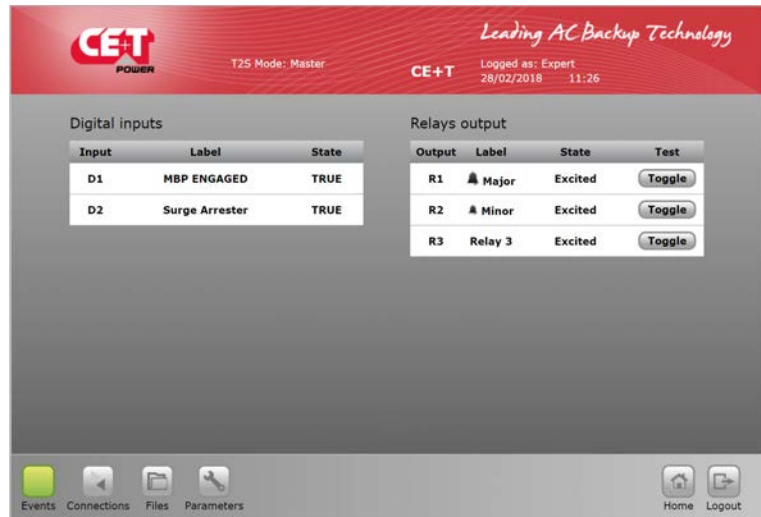 CE+T
POWER
Leading AC Backup Technology
T2S Mode: Master
CE+T
Logged as: Expert
28/02/2018 11:26
Digital inputs
Input Label State
D1 MBP ENGAGED TRUE
D2 Surge Arrester TRUE
Relays output
Output Label State Test
R1 Major Excited Toggle
R2 Minor Excited Toggle
R3 Relay 3 Excited Toggle
Events Connections Files Parameters Home Logout